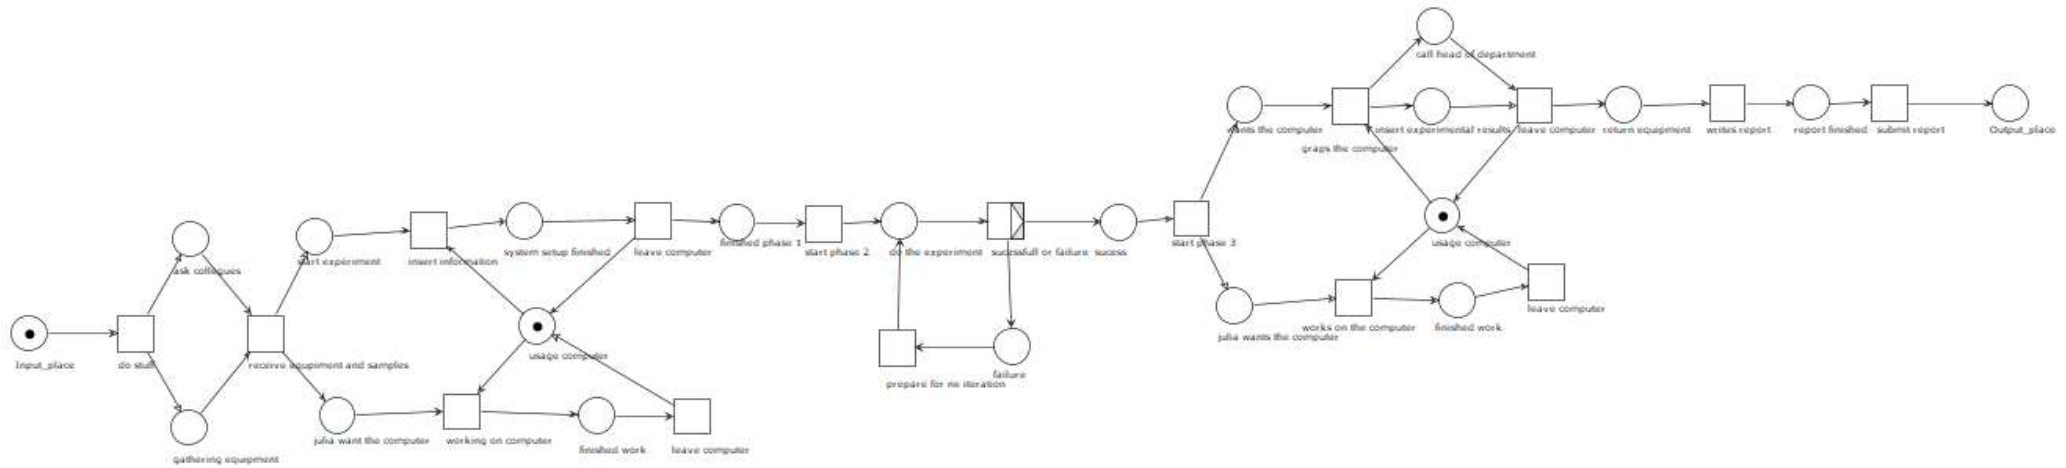 call head of department
wants the computer
insert experimental results
leave computer
return equipment
writes report
report finished
submit report
Output_place
graps the computer
start phase 3
usage computer
finished phase 1
start phase 2
do the experiment
sucessfull or failure
sucess
system setup finished
leave computer
start experiment
insert information
ask collegues
leave computer
works on the computer
finished work
julia wants the computer
usage computer
Input_place
do stuff
receive equipment and samples
failure
prepare for ne iteration
julia want the computer
working on computer
finished work
leave computer
gathering equipment